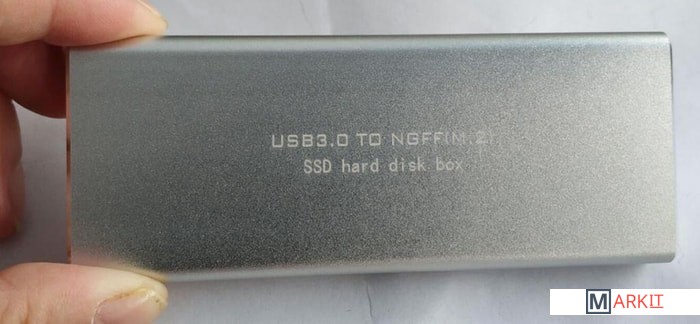 USB3.0 TO NGFF(M.2)
SSD hard disk box
MARKIT